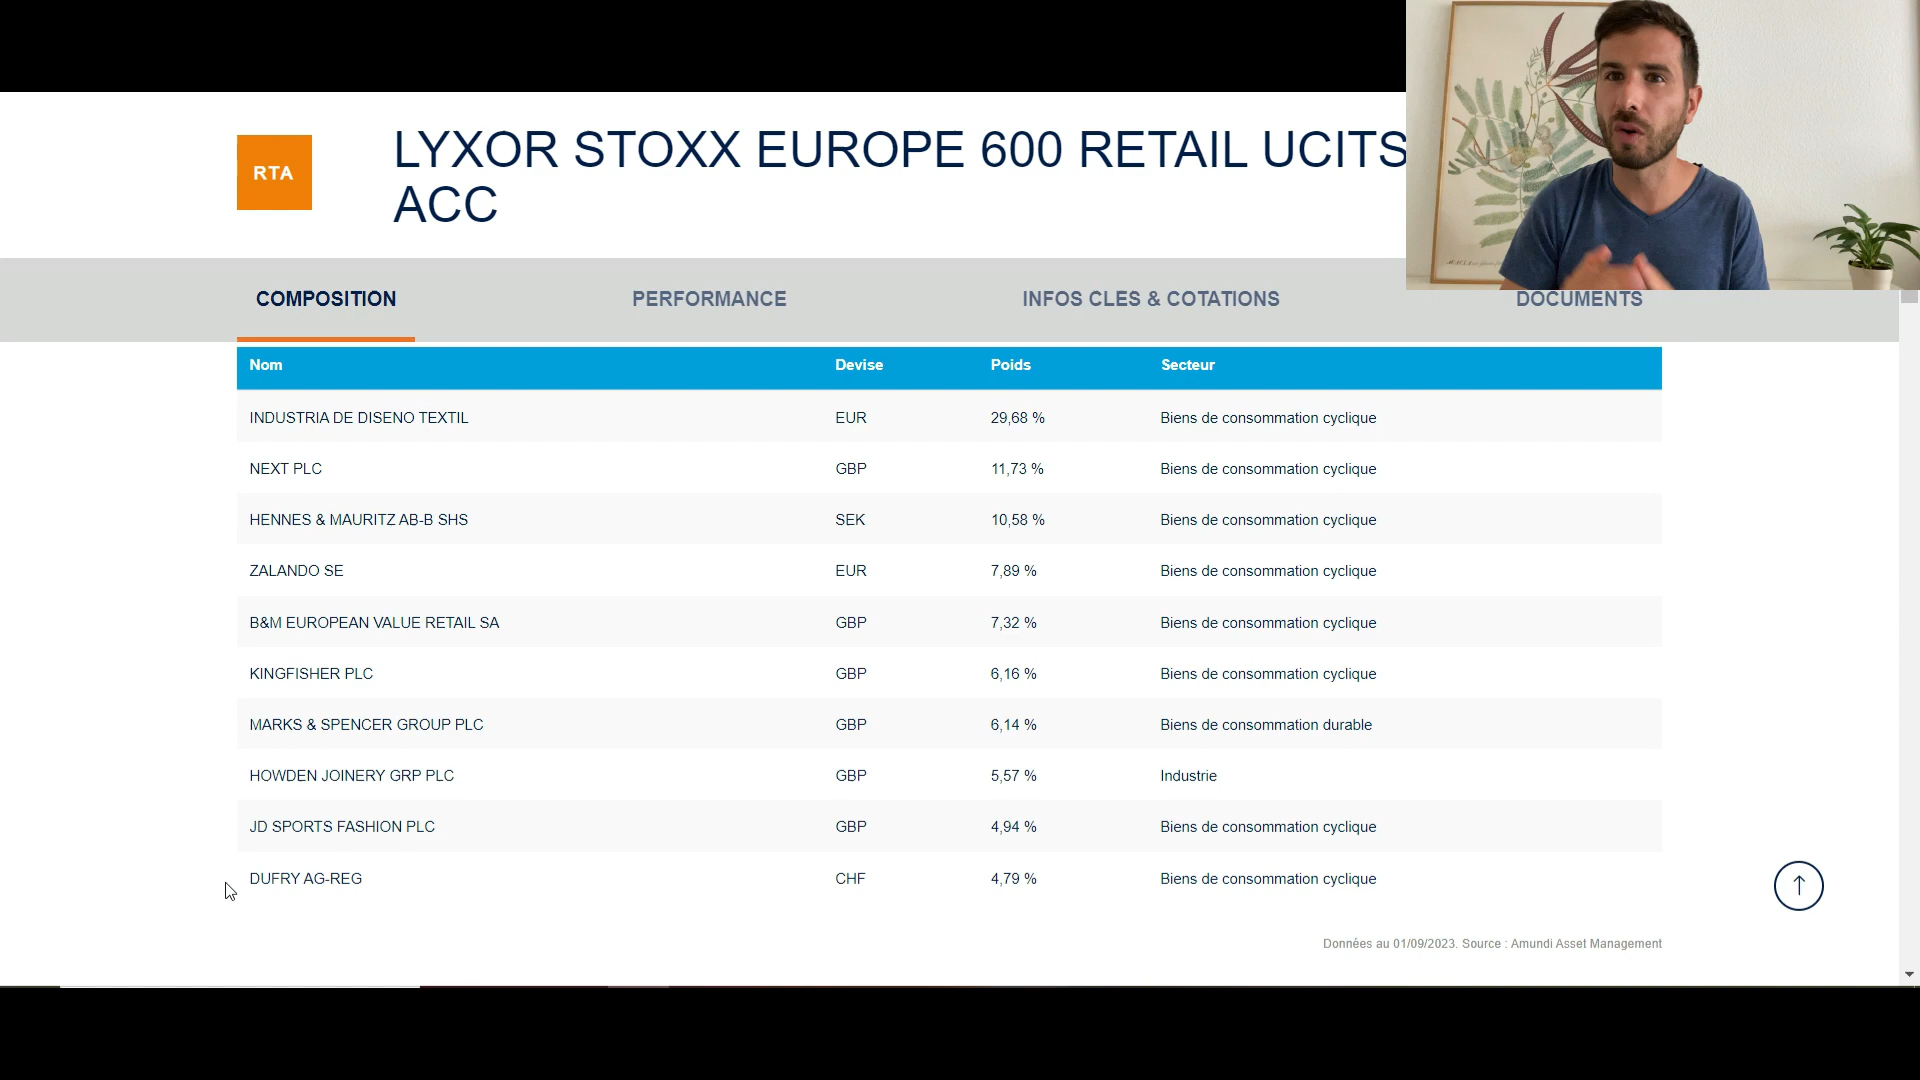 RTA
LYXOR STOXX EUROPE 600 RETAIL UCITS
ACC
COMPOSITION PERFORMANCE INFOS CLES & COTATIONS DOCUMENTS
Nom Devise Poids Secteur
INDUSTRIA DE DISENO TEXTIL EUR 29,68 % Biens de consommation cyclique
NEXT PLC GBP 11,73 % Biens de consommation cyclique
HENNES & MAURITZ AB-B SHS SEK 10,58 % Biens de consommation cyclique
ZALANDO SE EUR 7,89 % Biens de consommation cyclique
B&M EUROPEAN VALUE RETAIL SA GBP 7,32 % Biens de consommation cyclique
KINGFISHER PLC GBP 6,16 % Biens de consommation cyclique
MARKS & SPENCER GROUP PLC GBP 6,14 % Biens de consommation durable
HOWDEN JOINERY GRP PLC GBP 5,57 % Industrie
JD SPORTS FASHION PLC GBP 4,94 % Biens de consommation cyclique
DUFRY AG-REG CHF 4,79 % Biens de consommation cyclique
Données au 01/09/2023. Source : Amundi Asset Management